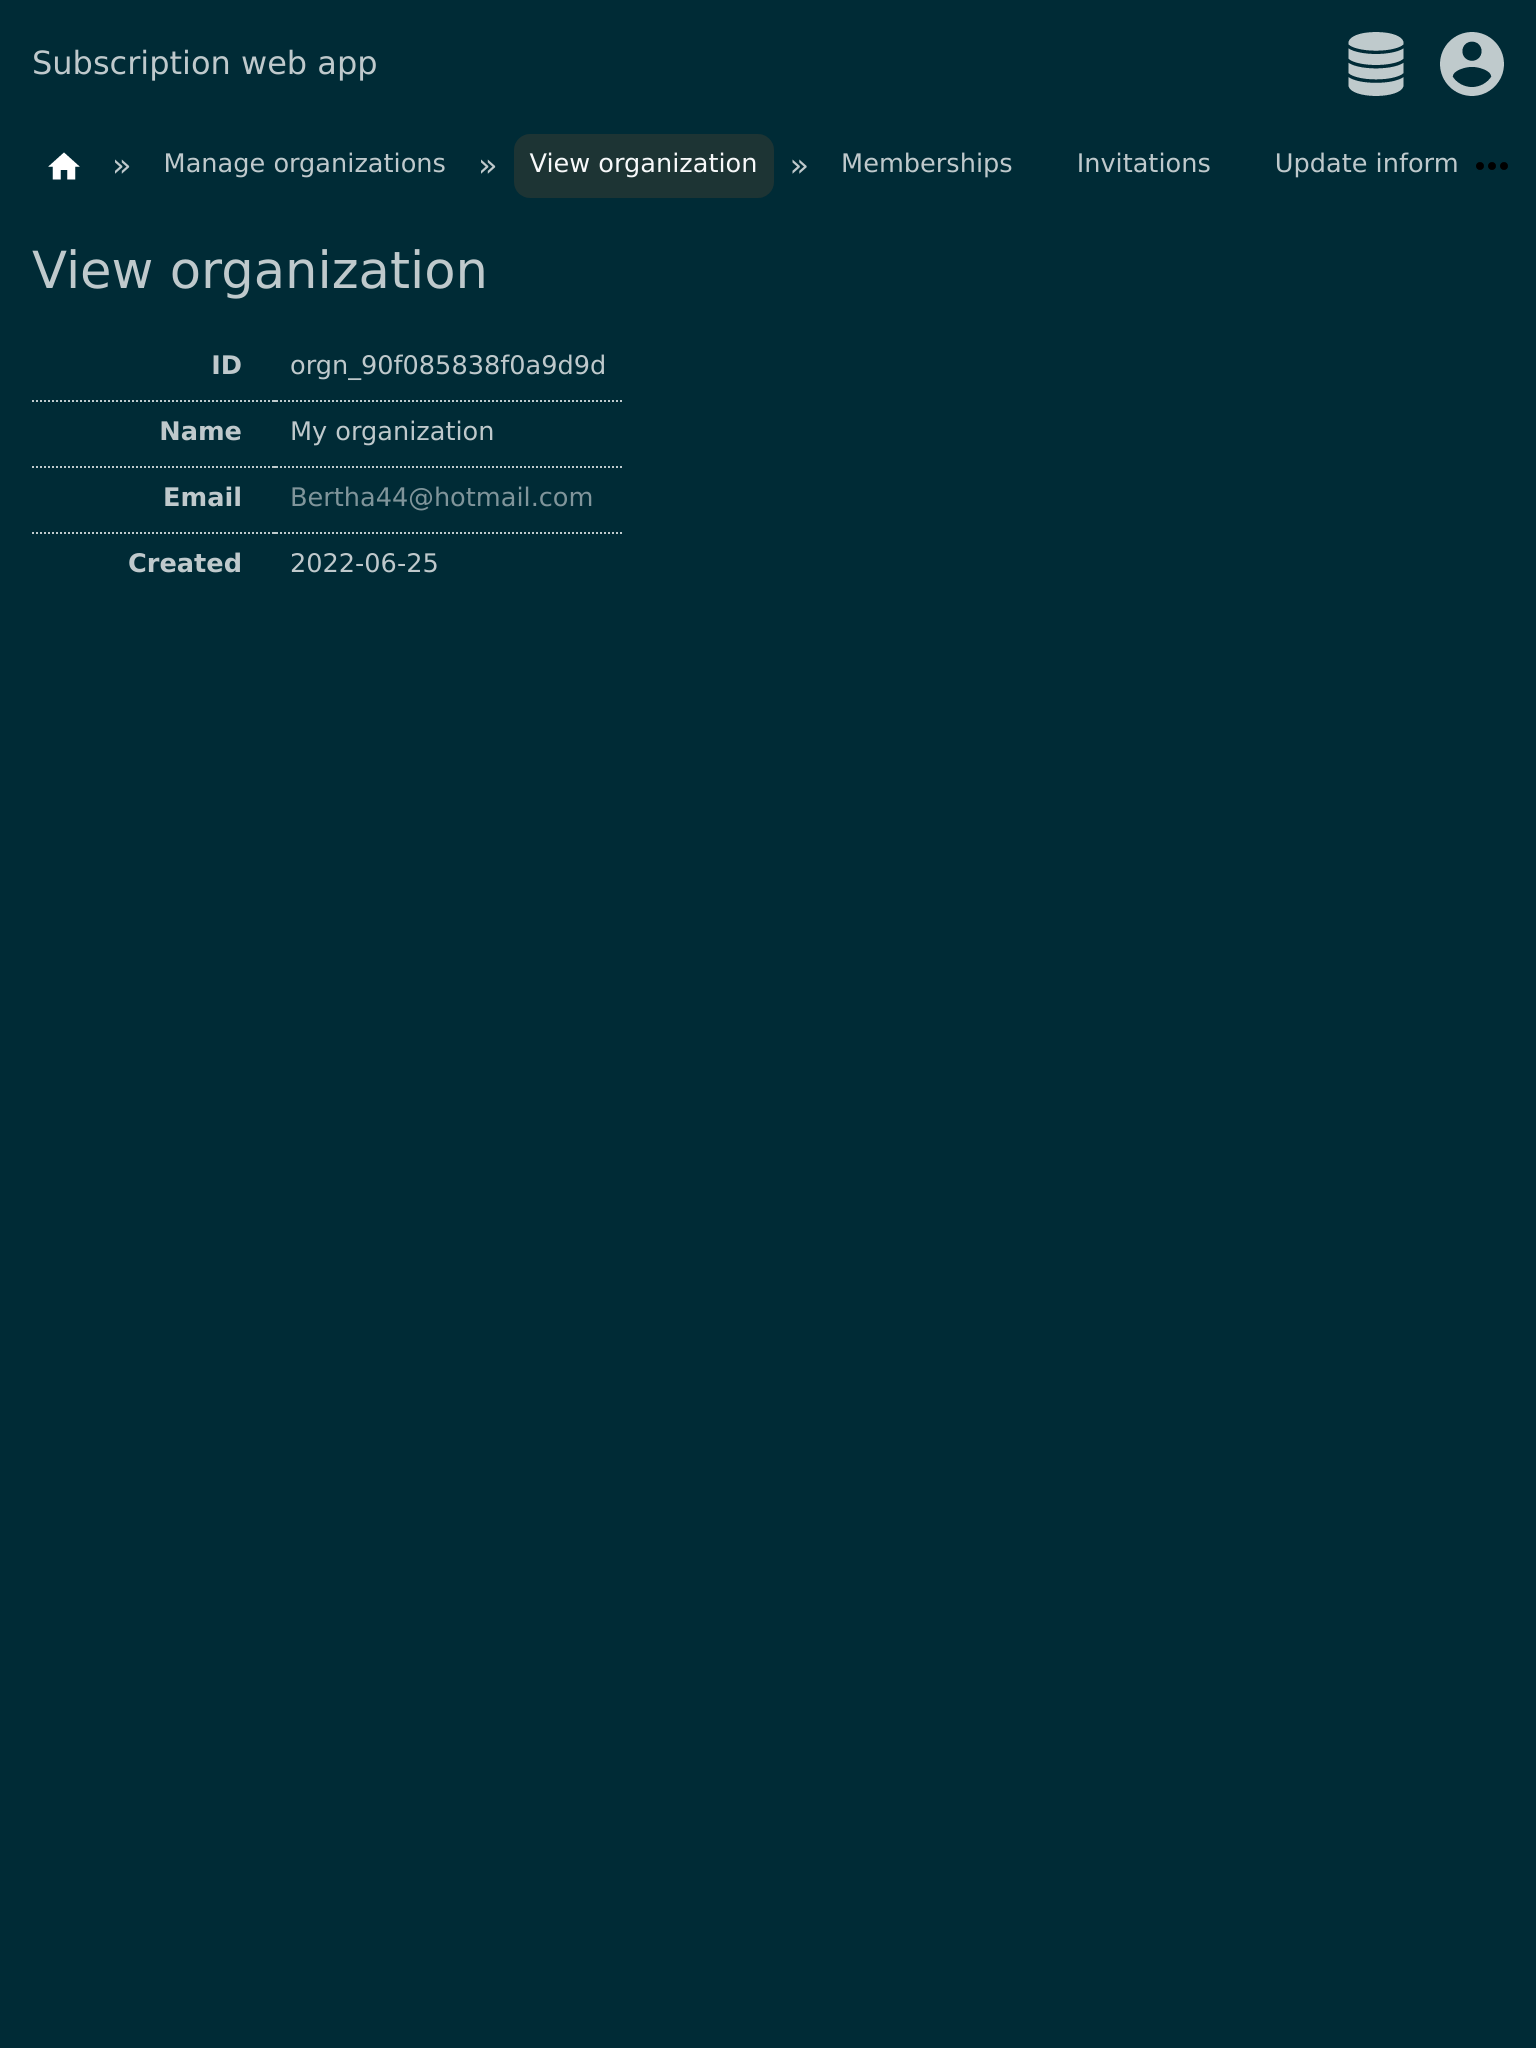 Subscription web app
» Manage organizations » View organization » Memberships Invitations Update inform •••
View organization
ID orgn_90f085838f0a9d9d
Name My organization
Email Bertha44@hotmail.com
Created 2022-06-25